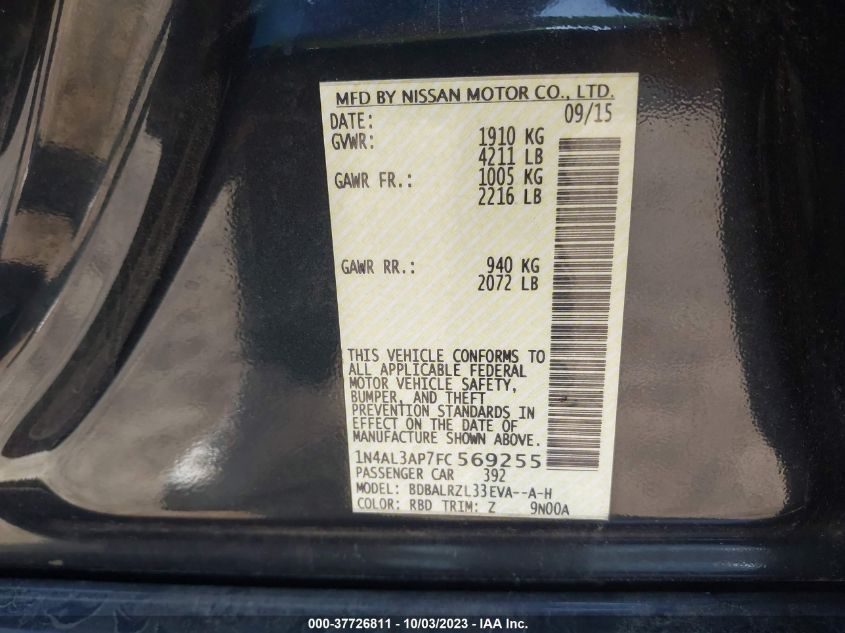 MFD BY NISSAN MOTOR CO., LTD.
DATE: 09/15
GVWR: 1910 KG
4211 LB
GAWR FR.: 1005 KG
2216 LB
GAWR RR.: 940 KG
2072 LB
THIS VEHICLE CONFORMS TO
ALL APPLICABLE FEDERAL
MOTOR VEHICLE SAFETY,
BUMPER, AND THEFT
PREVENTION STANDARDS IN
EFFECT ON THE DATE OF
MANUFACTURE SHOWN ABOVE.
1N4AL3AP7FC569255
PASSENGER CAR 392
MODEL: BDBALRZL33EVA--A-H
COLOR: RBD TRIM: Z 9N00A
000-37726811 - 10/03/2023 - IAA Inc.